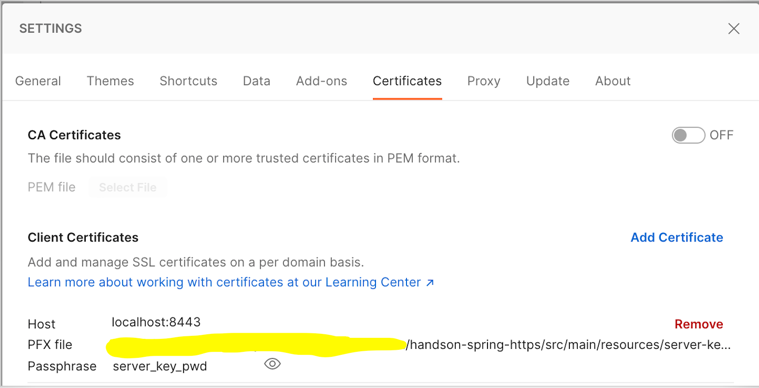 SETTINGS
General Themes Shortcuts Data Add-ons Certificates Proxy Update About
CA Certificates OFF
The file should consist of one or more trusted certificates in PEM format.
PEM file Select File
Client Certificates Add Certificate
Add and manage SSL certificates on a per domain basis.
Learn more about working with certificates at our Learning Center ↗
Host localhost:8443 Remove
PFX file /handson-spring-https/src/main/resources/server-ke...
Passphrase server_key_pwd